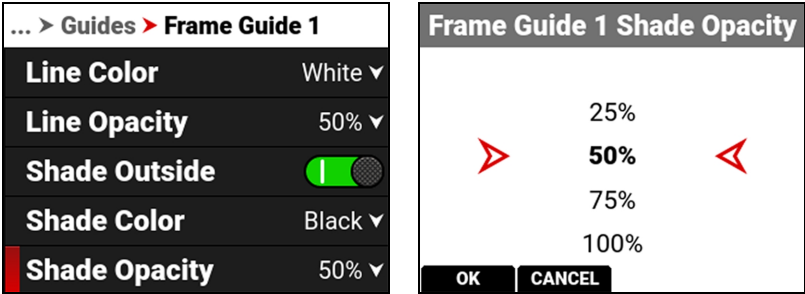 ... Guides Frame Guide 1
Line Color White
Line Opacity 50%
Shade Outside
Shade Color Black
Shade Opacity 50%
Frame Guide 1 Shade Opacity
25%
50%
75%
100%
OK CANCEL